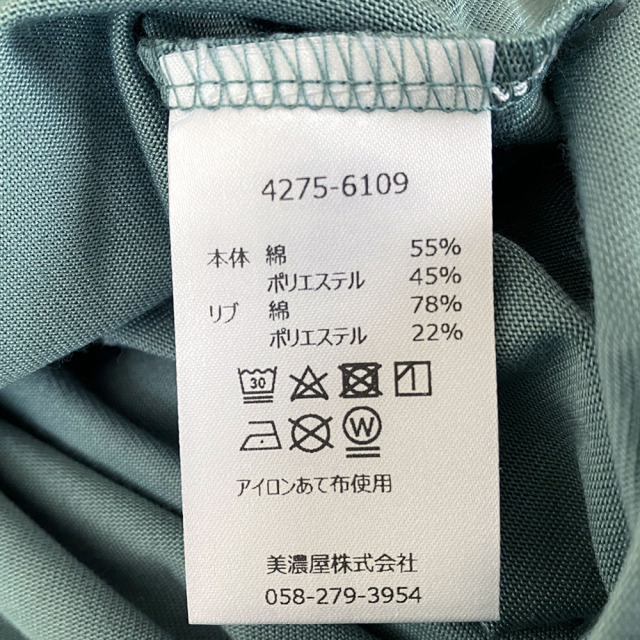 4275-6109
本体 綿 55%
ポリエステル 45%
リブ 綿 78%
ポリエステル 22%
30
W
アイロンあて布使用
美濃屋株式会社
058-279-3954